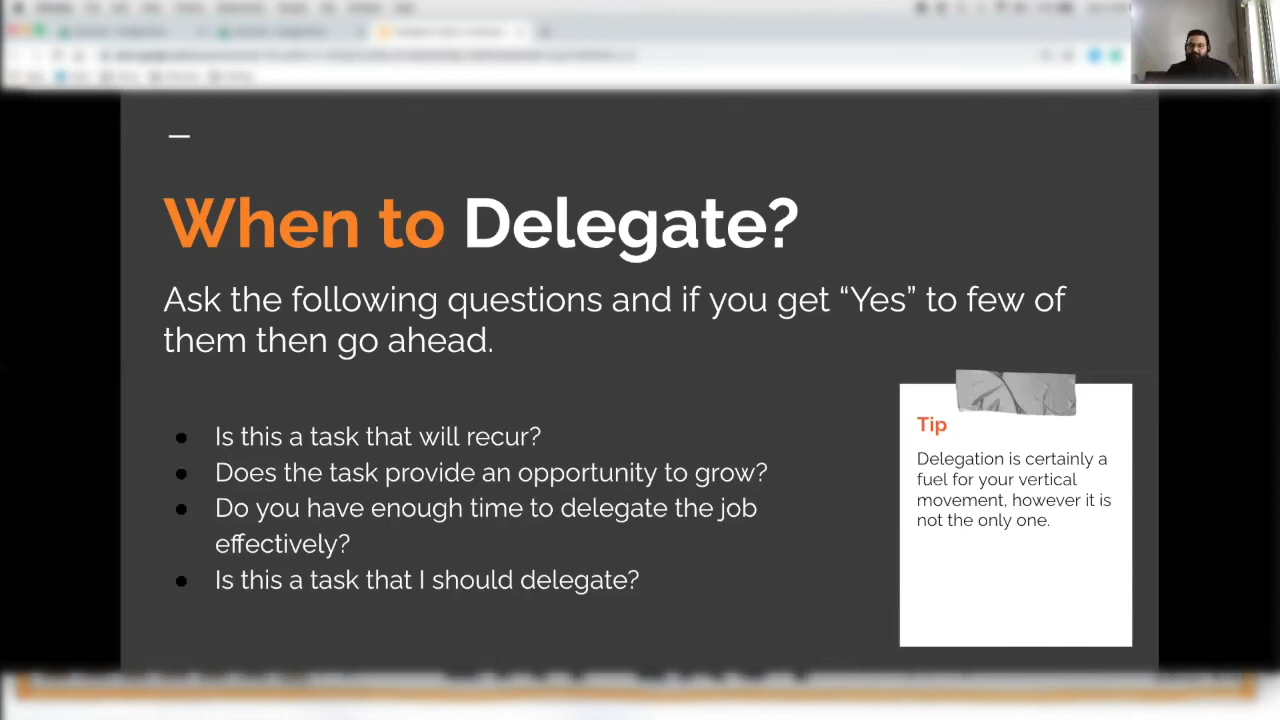 When to Delegate?
Ask the following questions and if you get “Yes” to few of
them then go ahead.
● Is this a task that will recur?
● Does the task provide an opportunity to grow?
● Do you have enough time to delegate the job
effectively?
● Is this a task that I should delegate?
Tip
Delegation is certainly a
fuel for your vertical
movement, however it is
not the only one.